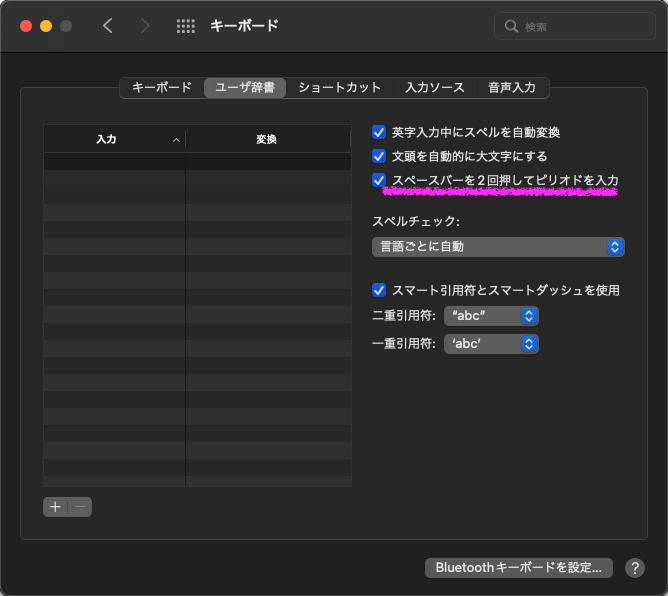 キーボード
検索
キーボード ユーザ辞書 ショートカット 入力ソース 音声入力
入力 変換
英字入力中にスペルを自動変換
文頭を自動的に大文字にする
スペースバーを2回押してピリオドを入力
スペルチェック:
言語ごとに自動
スマート引用符とスマートダッシュを使用
二重引用符: “abc”
一重引用符: ‘abc’
+ −
Bluetoothキーボードを設定... ?